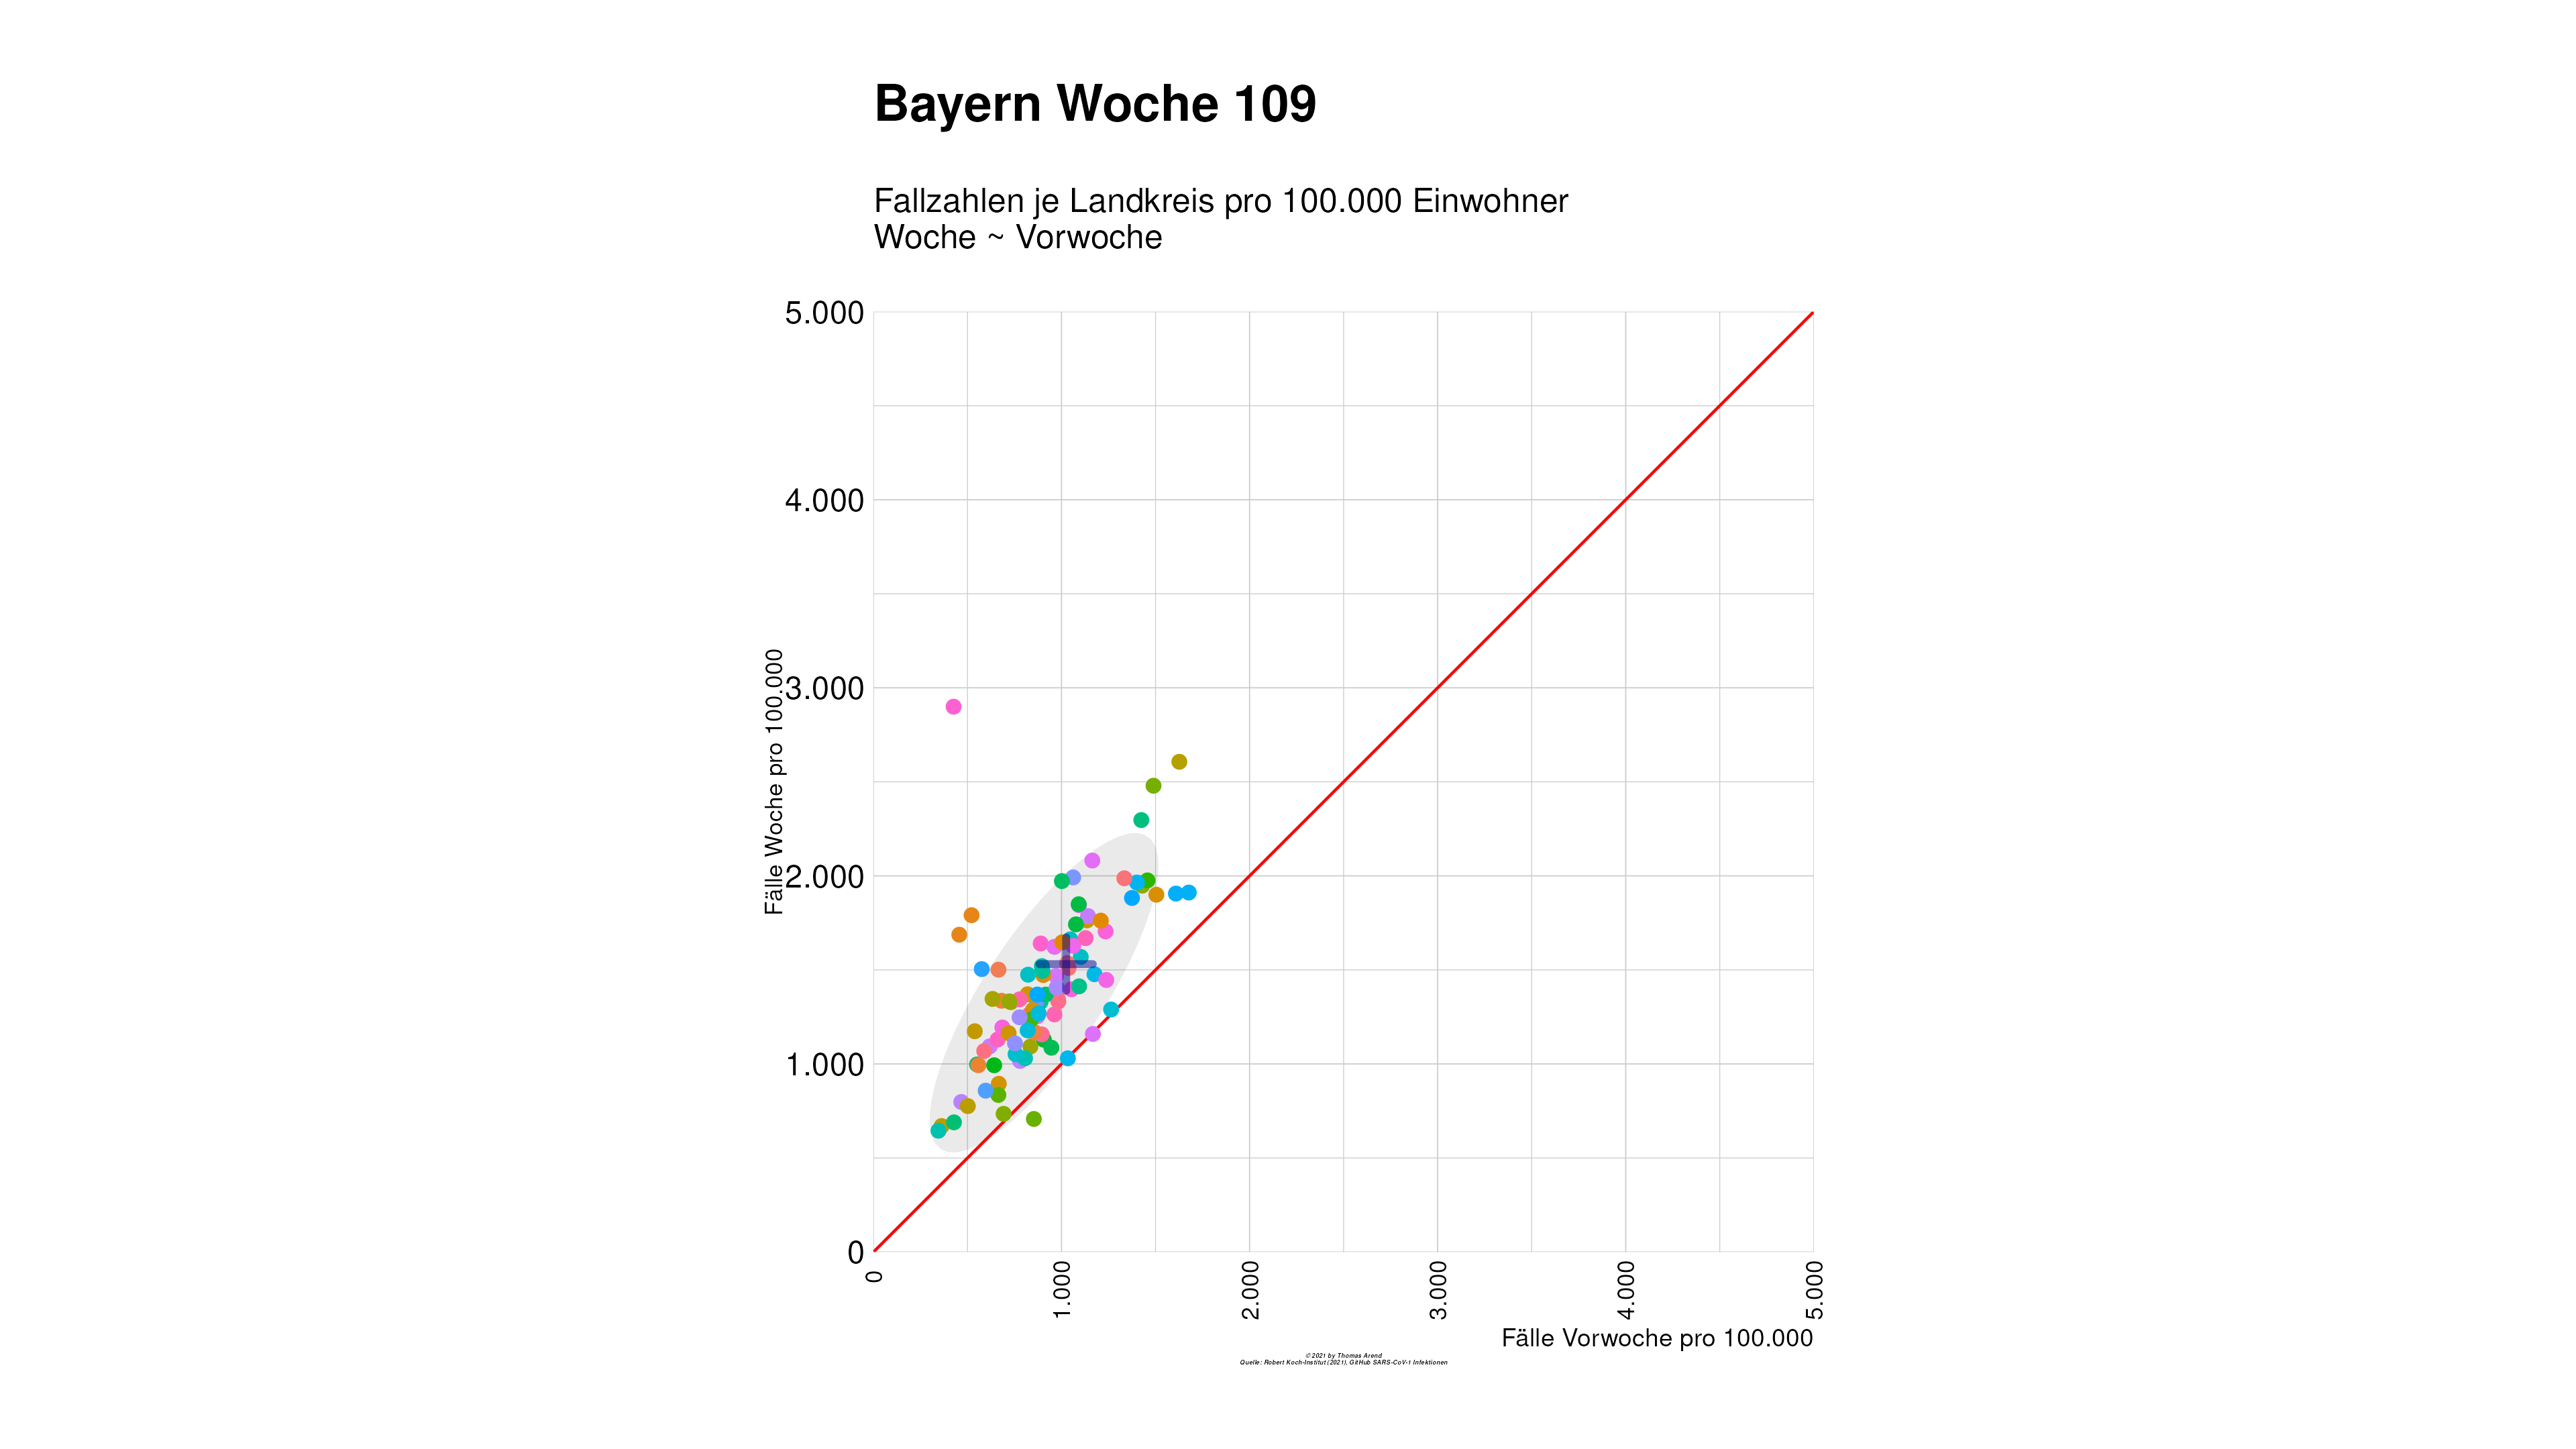 Bayern Woche 109
Fallzahlen je Landkreis pro 100.000 Einwohner
Woche ~ Vorwoche
5.000
4.000
3.000
2.000
1.000
0
Fälle Woche pro 100.000
0
1.000
2.000
3.000
4.000
5.000
Fälle Vorwoche pro 100.000
© 2021 by Thomas Arend
Quelle: Robert Koch-Institut (2021), GitHub SARS-CoV-1 Infektionen